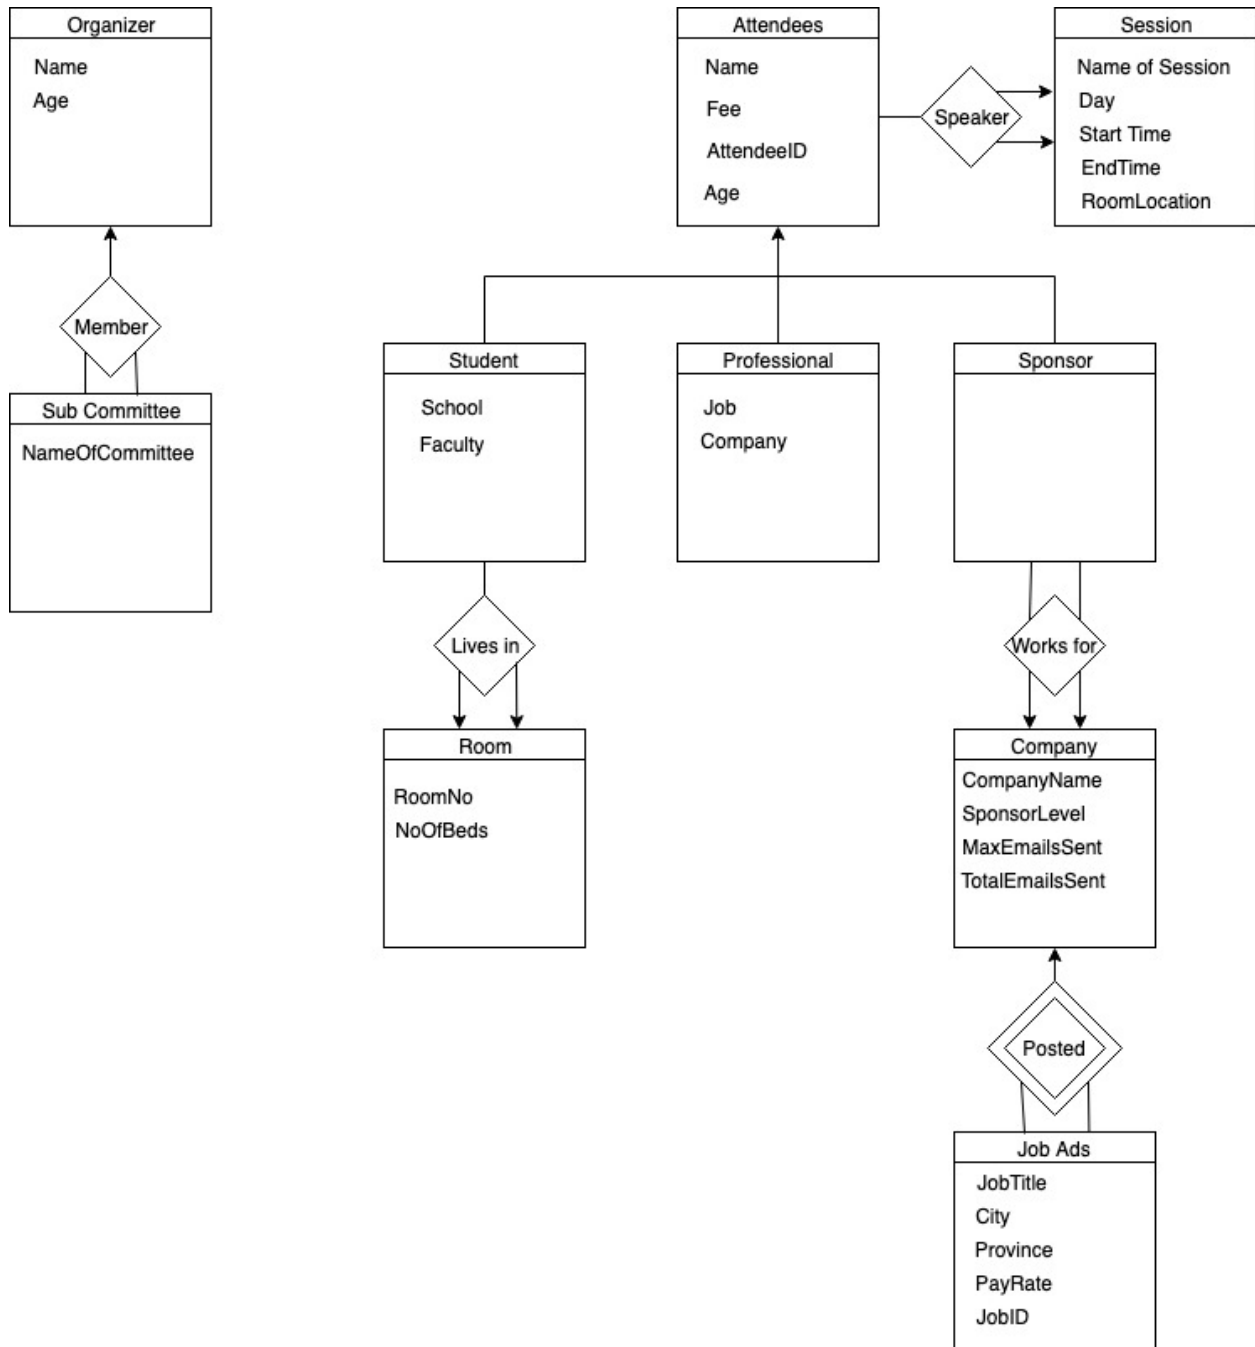 Organizer
Name
Age
Member
Sub Committee
NameOfCommittee
Attendees
Name
Fee
AttendeeID
Age
Speaker
Session
Name of Session
Day
Start Time
EndTime
RoomLocation
Student
School
Faculty
Professional
Job
Company
Sponsor
Lives in
Works for
Room
RoomNo
NoOfBeds
Company
CompanyName
SponsorLevel
MaxEmailsSent
TotalEmailsSent
Posted
Job Ads
JobTitle
City
Province
PayRate
JobID